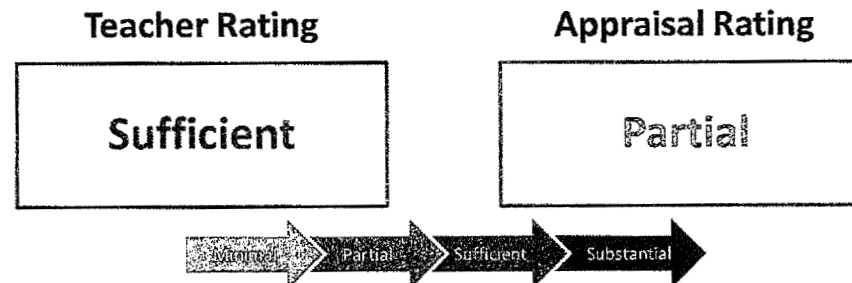 Teacher Rating
Appraisal Rating
Sufficient
Partial
Minimal
Partial
Sufficient
Substantial